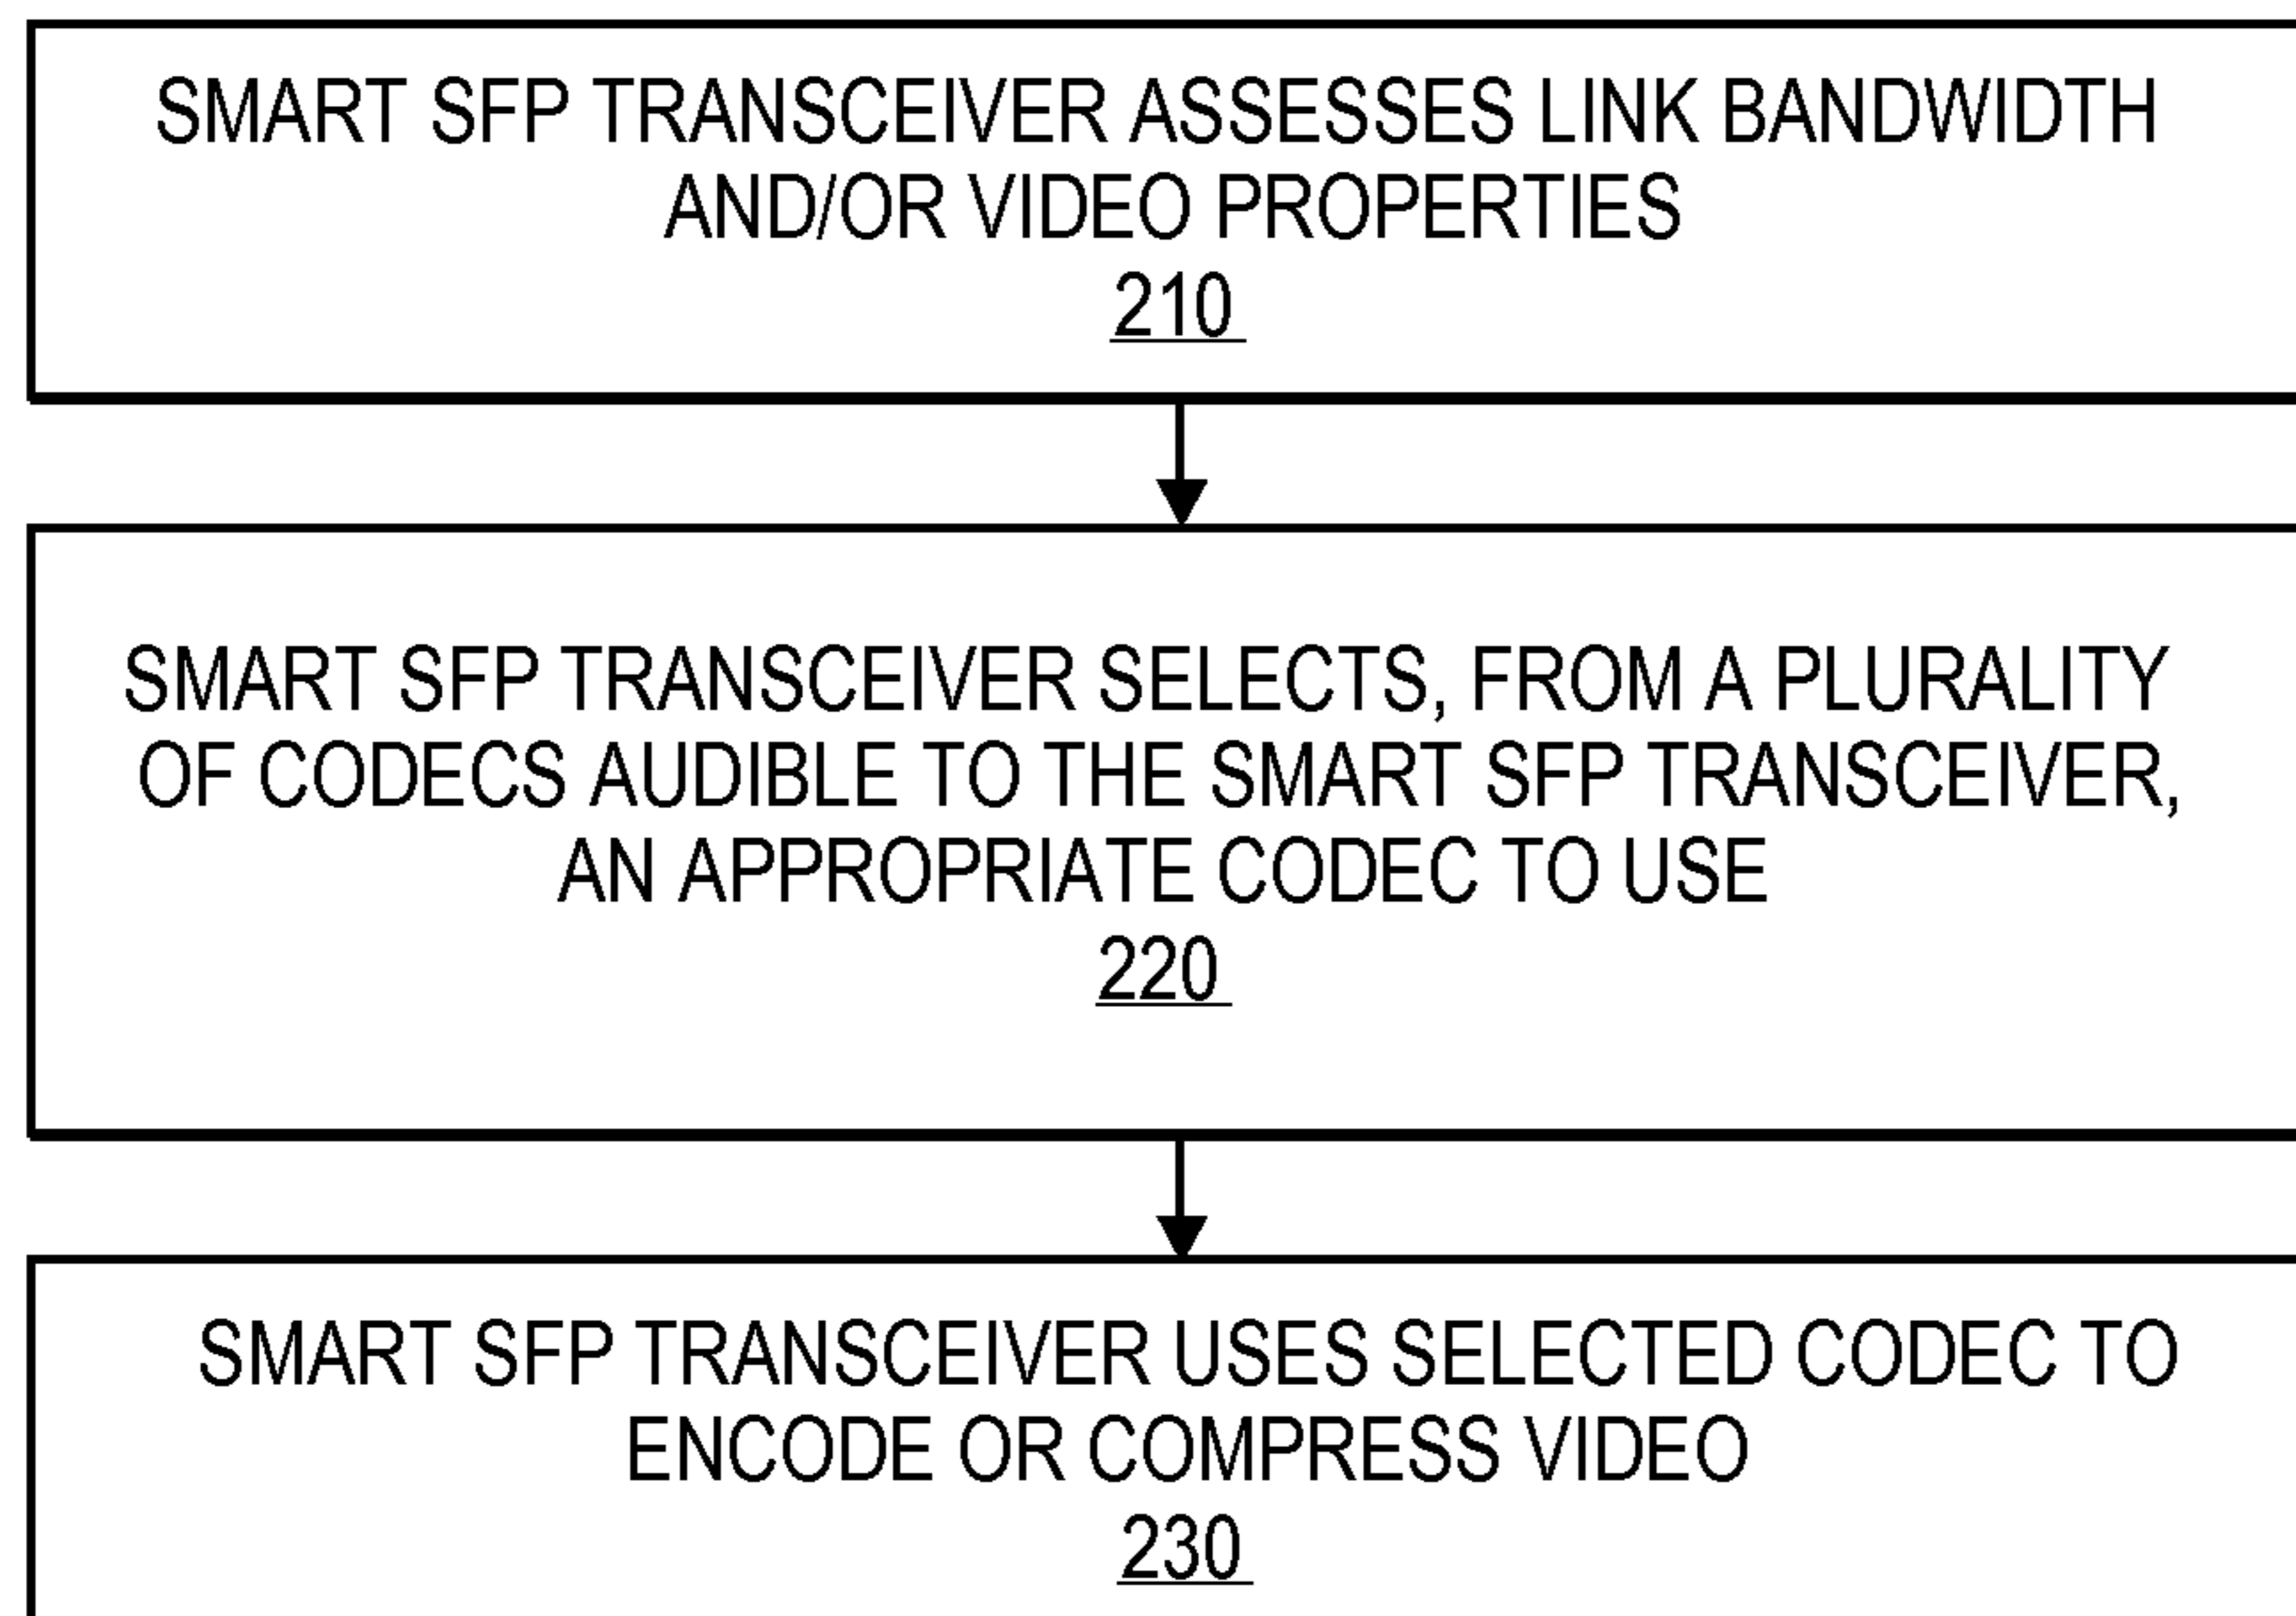 SMART SFP TRANSCEIVER ASSESSES LINK BANDWIDTH
AND/OR VIDEO PROPERTIES
210
SMART SFP TRANSCEIVER SELECTS, FROM A PLURALITY
OF CODECS AUDIBLE TO THE SMART SFP TRANSCEIVER,
AN APPROPRIATE CODEC TO USE
220
SMART SFP TRANSCEIVER USES SELECTED CODEC TO
ENCODE OR COMPRESS VIDEO
230